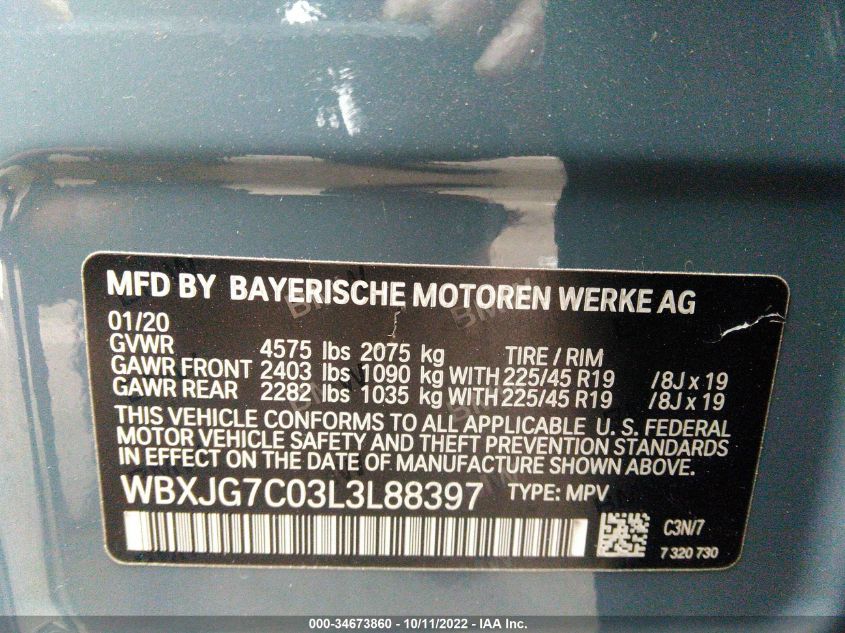 MFD BY BAYERISCHE MOTOREN WERKE AG
01/20
GVWR 4575 lbs 2075 kg TIRE / RIM
GAWR FRONT 2403 lbs 1090 kg WITH 225/45 R19 /8J x 19
GAWR REAR 2282 lbs 1035 kg WITH 225/45 R19 /8J x 19
THIS VEHICLE CONFORMS TO ALL APPLICABLE U. S. FEDERAL
MOTOR VEHICLE SAFETY AND THEFT PREVENTION STANDARDS
IN EFFECT ON THE DATE OF MANUFACTURE SHOWN ABOVE.
WBXJG7C03L3L88397 TYPE: MPV
C3N/7
7 320 730
000-34673860 - 10/11/2022 - IAA Inc.